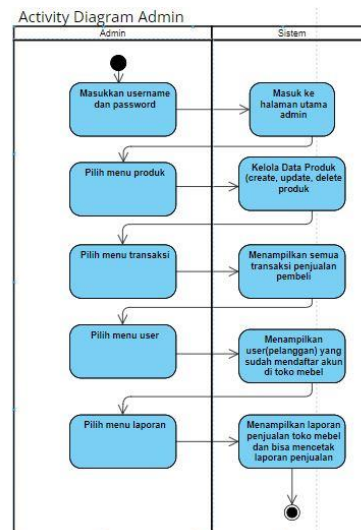 Activity Diagram Admin
Admin
Sistem
Masukkan username
dan password
Masuk ke
halaman utama
admin
Pilih menu produk
Kelola Data Produk
(create, update, delete
produk
Pilih menu transaksi
Menampilkan semua
transaksi penjualan
pembeli
Pilih menu user
Menampilkan
user(pelanggan) yang
sudah mendaftar akun
di toko mebel
Pilih menu laporan
Menampilkan laporan
penjualan toko mebel
dan bisa mencetak
laporan penjualan